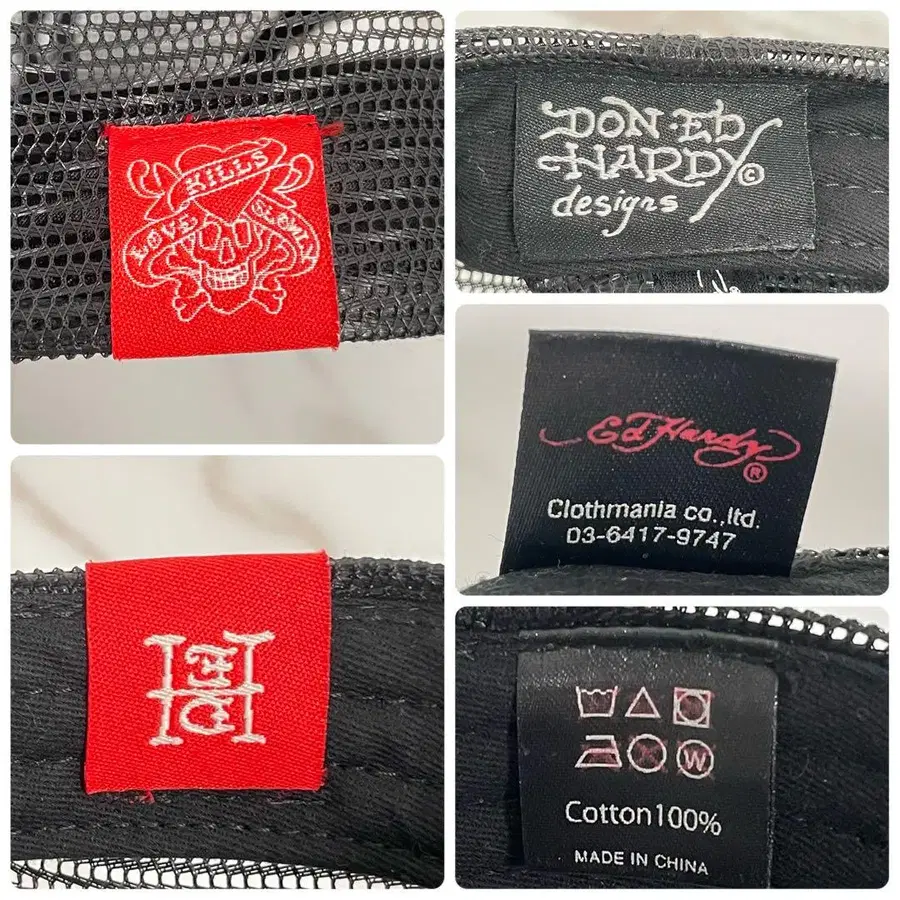 KILLS
LOVE SLOWLY
DON·ED
HARDY©
designs
Ed Hardy
®
Clothmania co.,ltd.
03-6417-9747
EH
W
Cotton100%
MADE IN CHINA